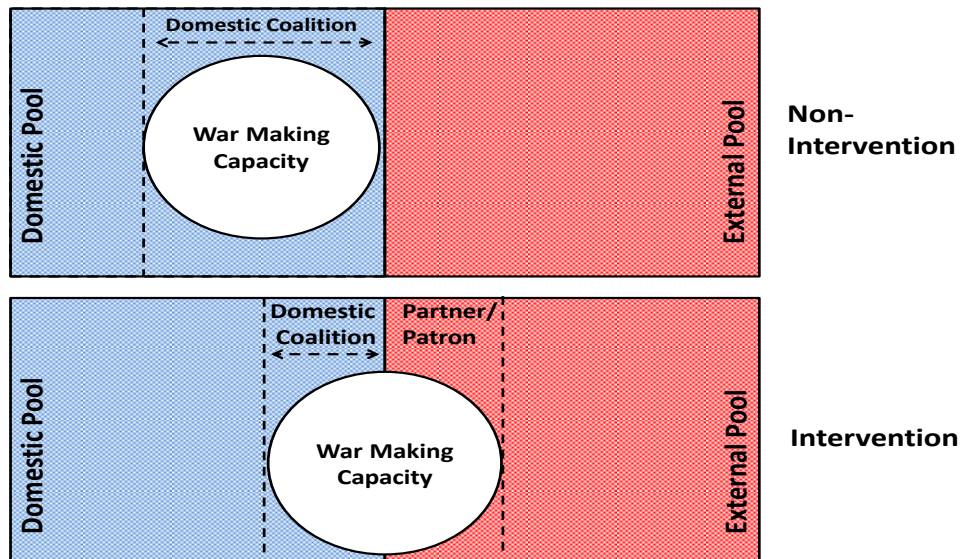 Domestic Coalition
Domestic Pool
War Making
Capacity
External Pool
Non-
Intervention
Domestic
Coalition
Partner/
Patron
Domestic Pool
War Making
Capacity
External Pool
Intervention